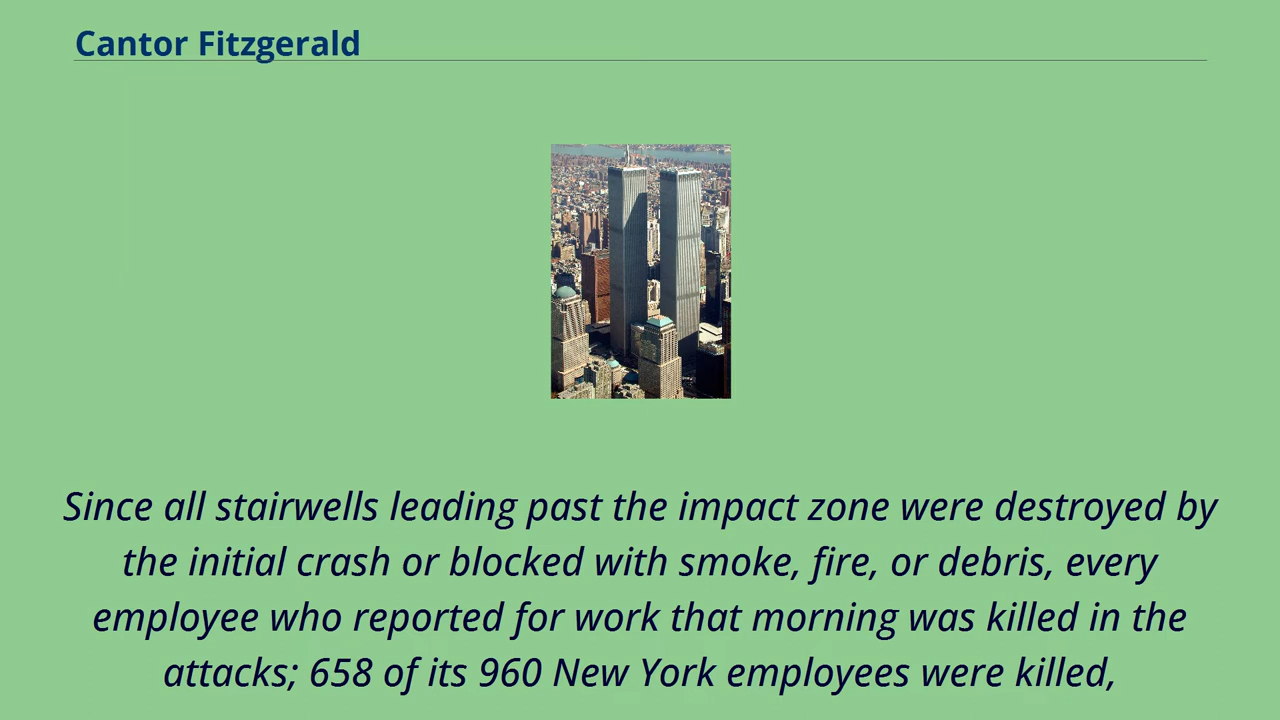 Cantor Fitzgerald
Since all stairwells leading past the impact zone were destroyed by
the initial crash or blocked with smoke, fire, or debris, every
employee who reported for work that morning was killed in the
attacks; 658 of its 960 New York employees were killed,